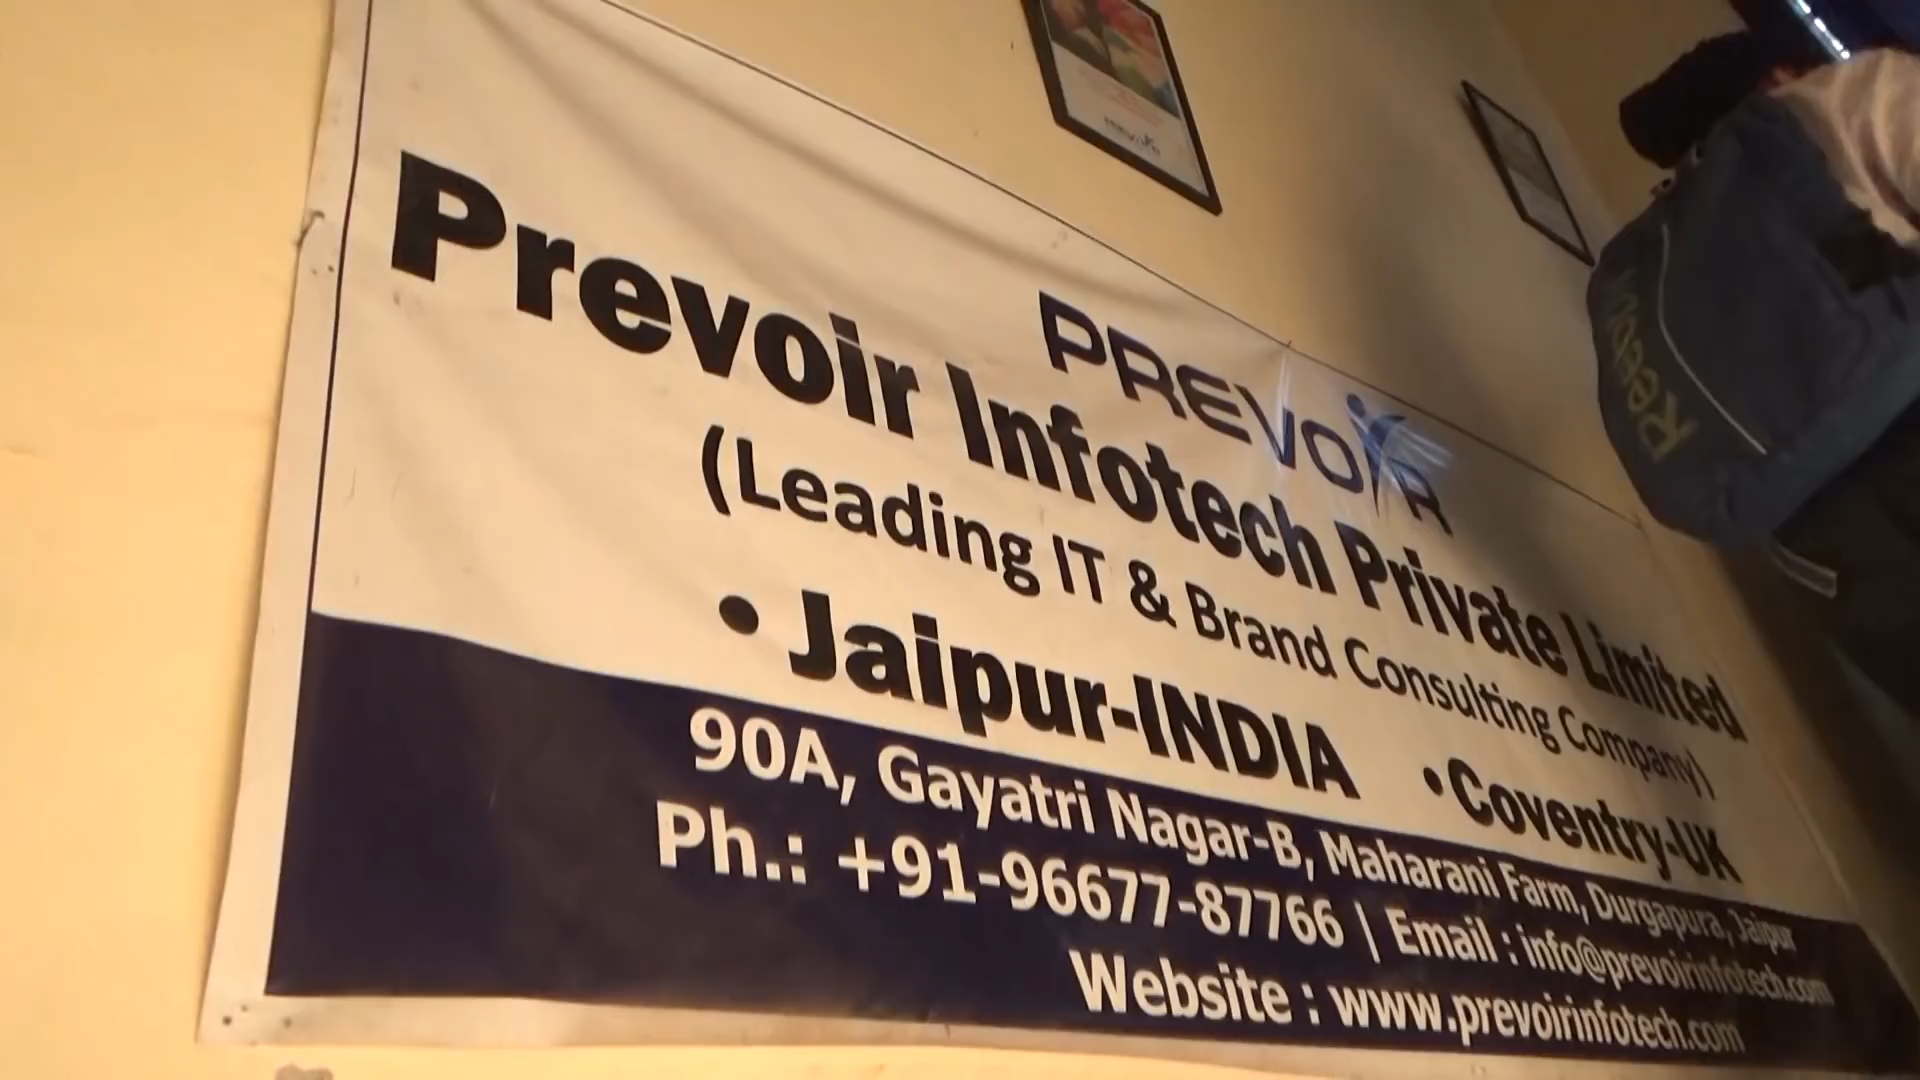 PREVOIR
Prevoir Infotech Private Limited
(Leading IT & Brand Consulting Company)
• Jaipur-INDIA • Coventry-UK
90A, Gayatri Nagar-B, Maharani Farm, Durgapura, Jaipur
Ph.: +91-96677-87766 | Email : info@prevoirinfotech.com
Website : www.prevoirinfotech.com
Reebok